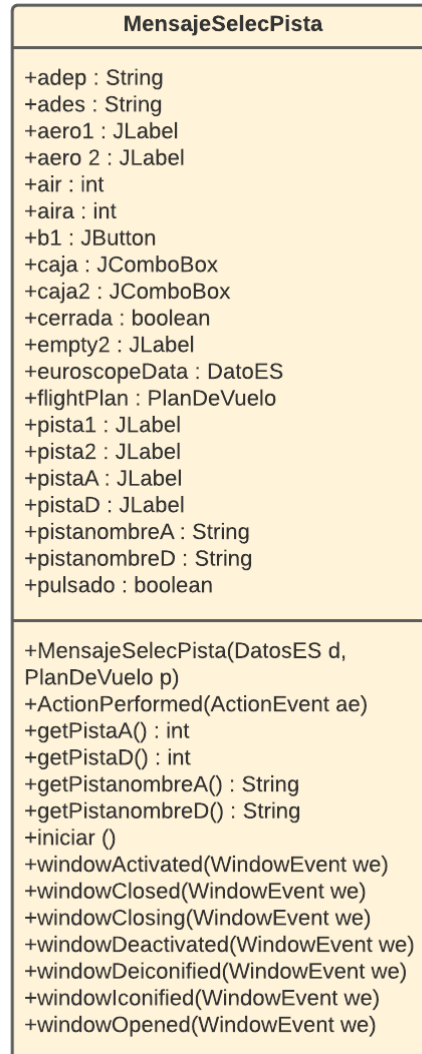 MensajeSelecPista
+adep : String
+ades : String
+aero1 : JLabel
+aero 2 : JLabel
+air : int
+aira : int
+b1 : JButton
+caja : JComboBox
+caja2 : JComboBox
+cerrada : boolean
+empty2 : JLabel
+euroscopeData : DatoES
+flightPlan : PlanDeVuelo
+pista1 : JLabel
+pista2 : JLabel
+pistaA : JLabel
+pistaD : JLabel
+pistanombreA : String
+pistanombreD : String
+pulsado : boolean
+MensajeSelecPista(DatosES d,
PlanDeVuelo p)
+ActionPerformed(ActionEvent ae)
+getPistaA() : int
+getPistaD() : int
+getPistanombreA() : String
+getPistanombreD() : String
+iniciar ()
+windowActivated(WindowEvent we)
+windowClosed(WindowEvent we)
+windowClosing(WindowEvent we)
+windowDeactivated(WindowEvent we)
+windowDeiconified(WindowEvent we)
+windowIconified(WindowEvent we)
+windowOpened(WindowEvent we)